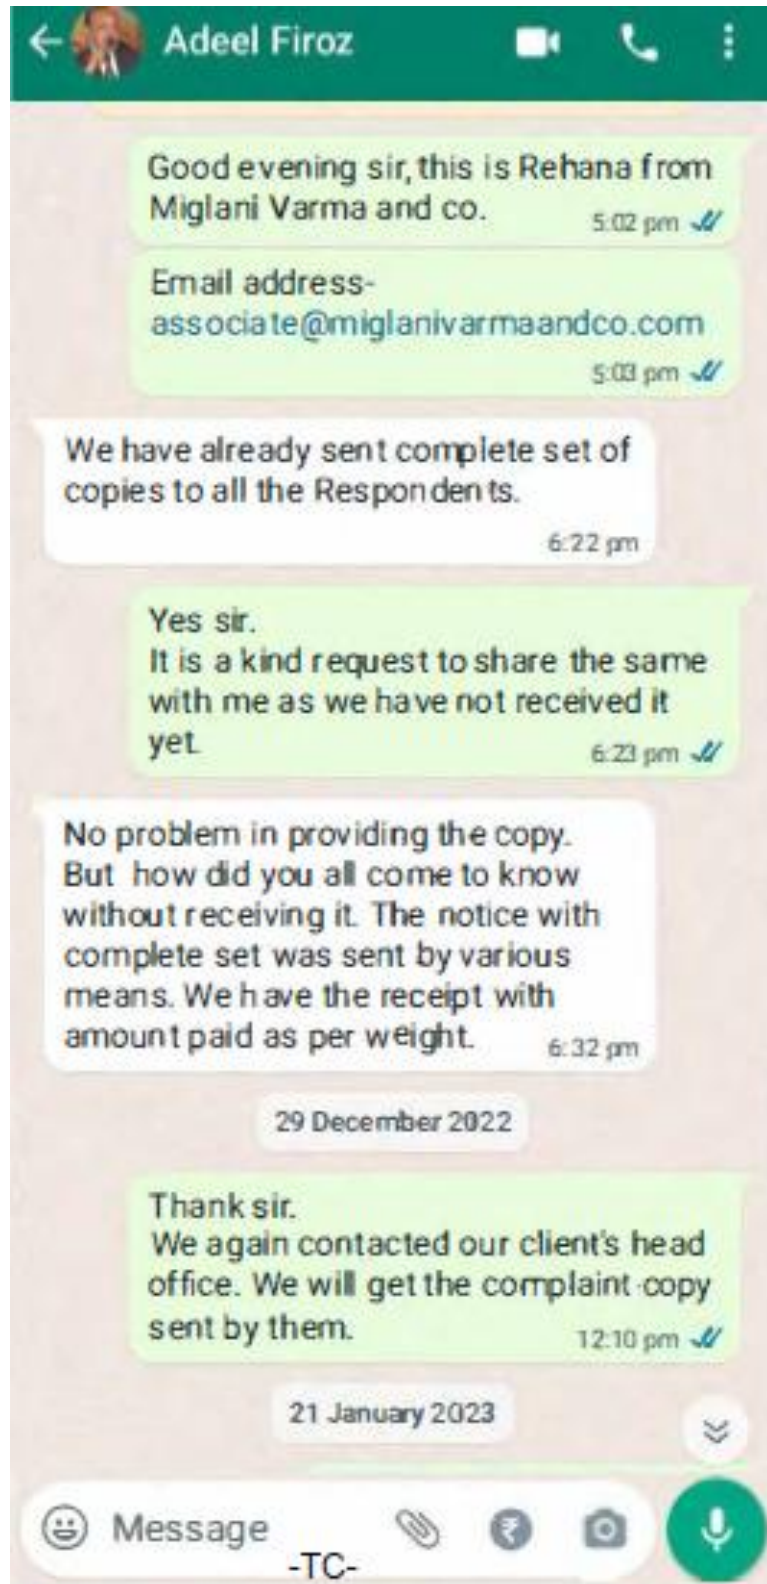 Adeel Firoz
Good evening sir, this is Rehana from
Miglani Varma and co.
5:02 pm
Email address-
associate@miglanivarmaandco.com
5:03 pm
We have already sent complete set of
copies to all the Respondents.
6:22 pm
Yes sir.
It is a kind request to share the same
with me as we have not received it
yet.
6:23 pm
No problem in providing the copy.
But how did you all come to know
without receiving it. The notice with
complete set was sent by various
means. We have the receipt with
amount paid as per weight.
6:32 pm
29 December 2022
Thank sir.
We again contacted our client's head
office. We will get the complaint copy
sent by them.
12:10 pm
21 January 2023
Message
-TC-